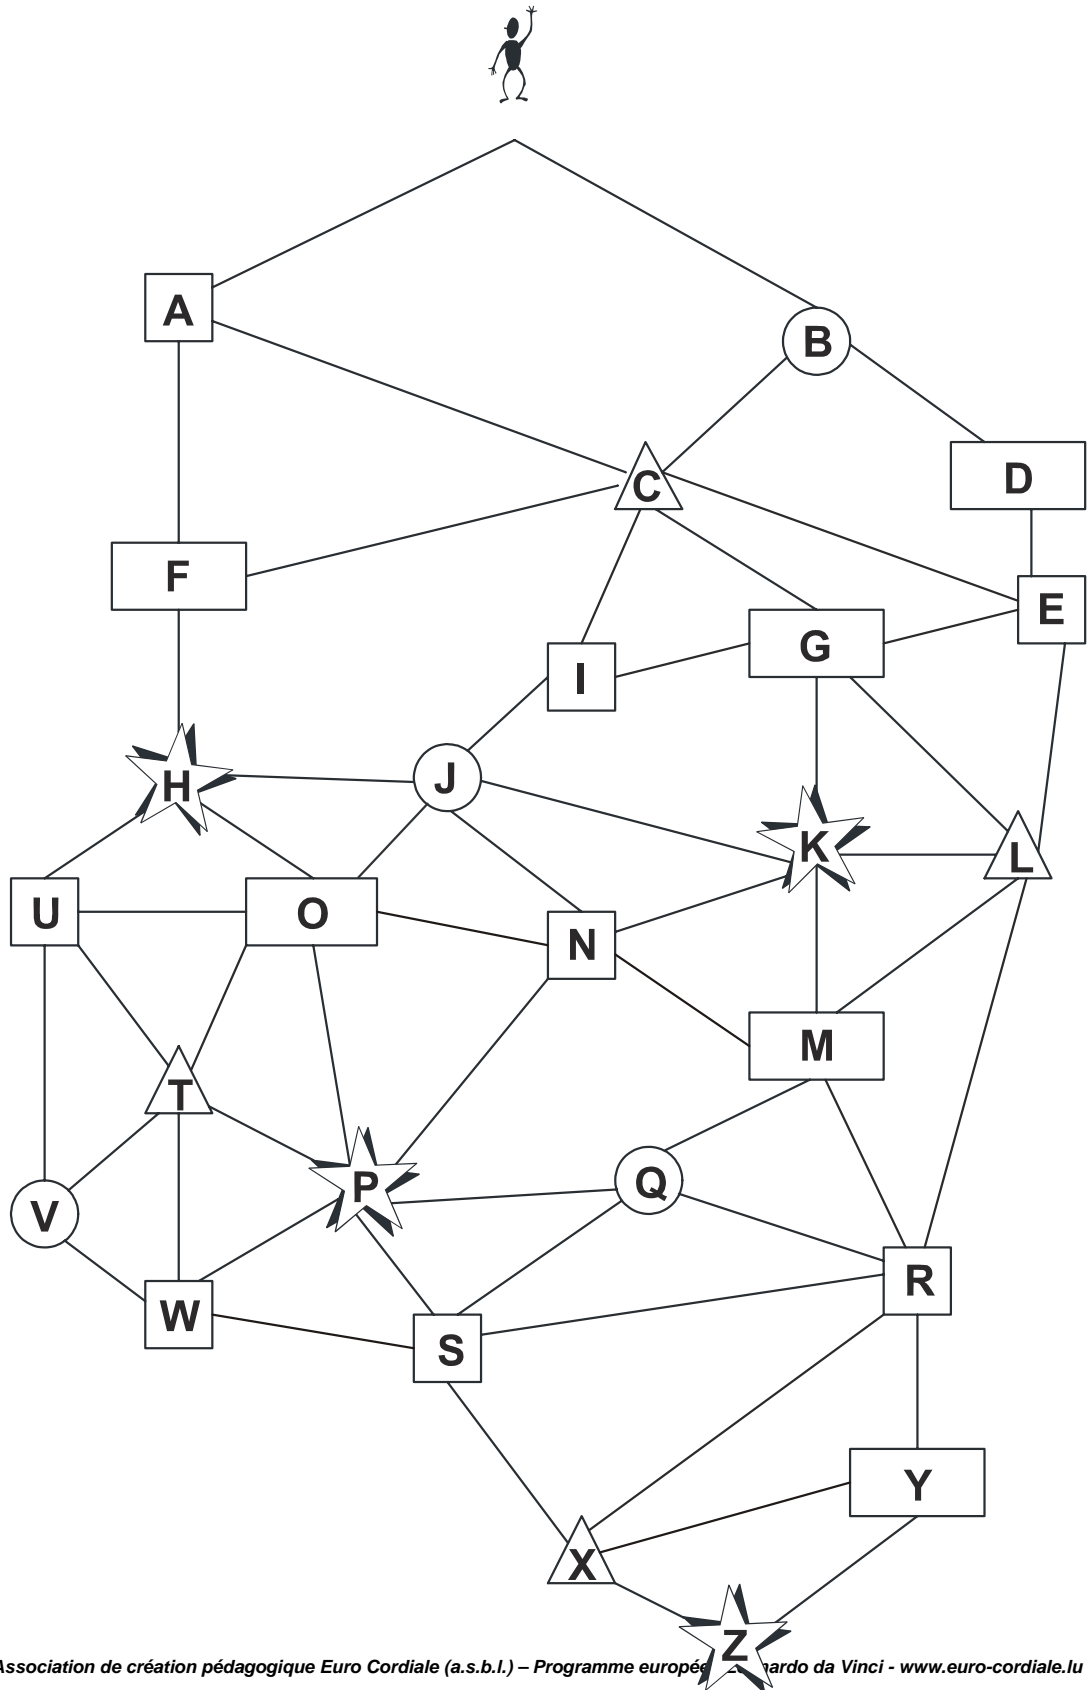 A
B
C
D
F
E
G
I
H
J
K
L
U
O
N
M
T
P
Q
V
R
W
S
Y
X
Z
Association de création pédagogique Euro Cordiale (a.s.b.l.) – Programme da Vinci - www.euro-cordiale.lu